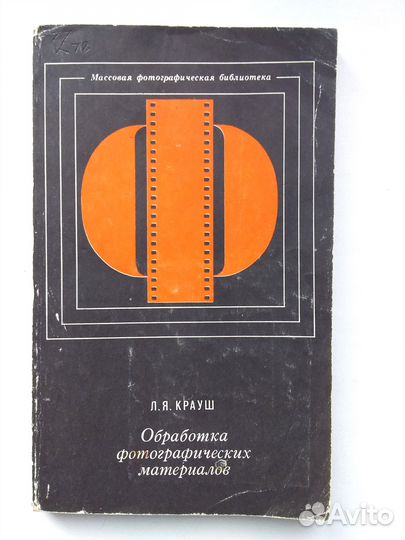 Массовая фотографическая библиотека
Л. Я. КРАУШ
Обработка
фотографических
материалов
Avito